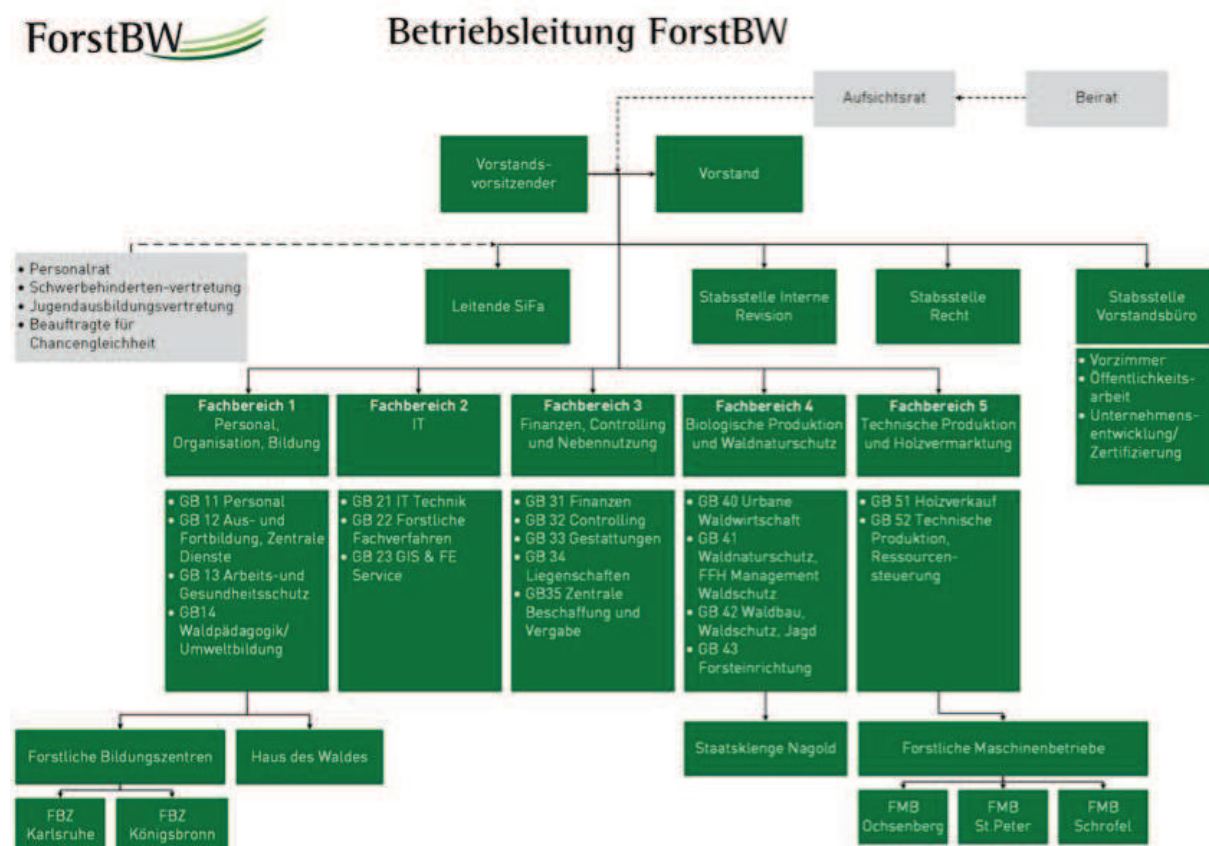 ForstBW
Betriebsleitung ForstBW
Aufsichtsrat
Beirat
Vorstands-
vorsitzender
Vorstand
• Personalrat
• Schwerbehinderten-vertretung
• Jugendausbildungsvertretung
• Beauftragte für
Chancengleichheit
Leitende SiFa
Stabsstelle Interne
Revision
Stabsstelle
Recht
Stabsstelle
Vorstandsbüro
• Vorzimmer
• Öffentlichkeits-
arbeit
• Unternehmens-
entwicklung/
Zertifizierung
Fachbereich 1
Personal,
Organisation, Bildung
Fachbereich 2
IT
Fachbereich 3
Finanzen, Controlling
und Nebennutzung
Fachbereich 4
Biologische Produktion
und Waldnaturschutz
Fachbereich 5
Technische Produktion
und Holzvermarktung
• GB 11 Personal
• GB 12 Aus- und
Fortbildung, Zentrale
Dienste
• GB 13 Arbeits-und
Gesundheitsschutz
• GB14
Waldpädagogik/
Umweltbildung
• GB 21 IT Technik
• GB 22 Forstliche
Fachverfahren
• GB 23 GIS & FE
Service
• GB 31 Finanzen
• GB 32 Controlling
• GB 33 Gestattungen
• GB 34
Liegenschaften
• GB35 Zentrale
Beschaffung und
Vergabe
• GB 40 Urbane
Waldwirtschaft
• GB 41
Waldnaturschutz,
FFH Management
Waldschutz
• GB 42 Waldbau,
Waldschutz, Jagd
• GB 43
Forsteinrichtung
• GB 51 Holzverkauf
• GB 52 Technische
Produktion,
Ressourcen-
steuerung
Forstliche Bildungszentren
Haus des Waldes
Staatsklenge Nagold
Forstliche Maschinenbetriebe
FBZ
Karlsruhe
FBZ
Königsbronn
FMB
Ochsenberg
FMB
St.Peter
FMB
Schrofel